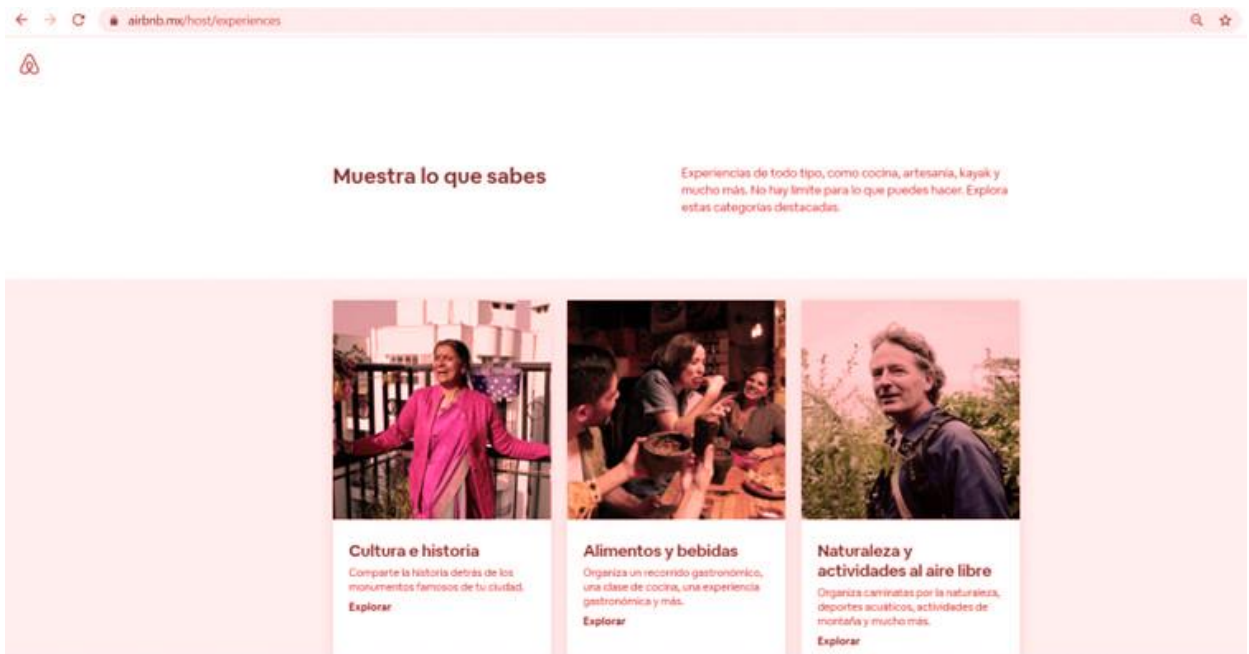 airbnb.mx/host/experiences
Muestra lo que sabes
Experiencias de todo tipo, como cocina, artesanía, kayak y
mucho más. No hay límite para lo que puedes hacer. Explora
estas categorías destacadas.
Cultura e historia
Comparte la historia detrás de los
monumentos famosos de tu ciudad.
Explorar
Alimentos y bebidas
Organiza un recorrido gastronómico,
una clase de cocina, una experiencia
gastronómica y más.
Explorar
Naturaleza y
actividades al aire libre
Organiza caminatas por la naturaleza,
deportes acuáticos, actividades de
montaña y mucho más.
Explorar